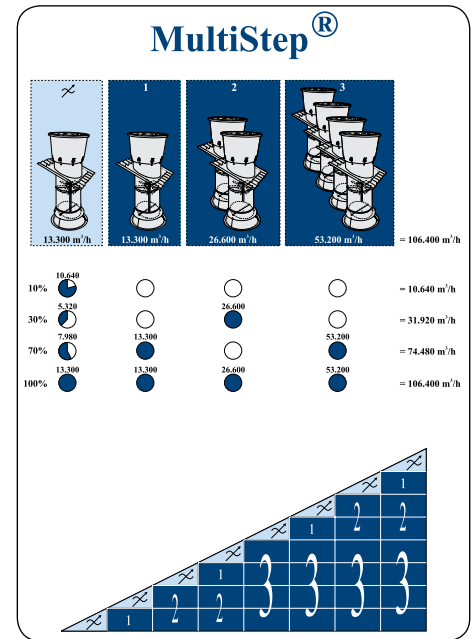 MultiStep®
1 2 3
13.300 m³/h 13.300 m³/h 26.600 m³/h 53.200 m³/h = 106.400 m³/h
10.640
10% = 10.640 m³/h
5.320 26.600
30% = 31.920 m³/h
7.980 13.300 53.200
70% = 74.480 m³/h
13.300 13.300 26.600 53.200
100% = 106.400 m³/h
1
2 2
1
1
3 3 3 3
2 2
1